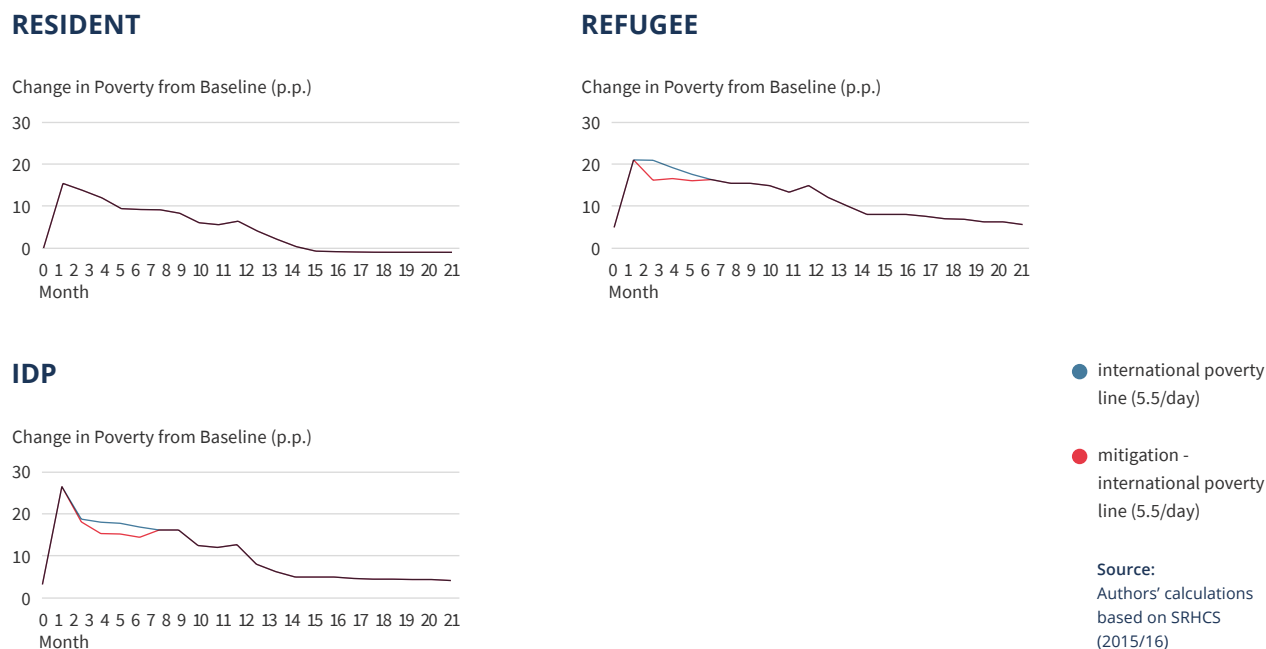 RESIDENT
Change in Poverty from Baseline (p.p.)
30
20
10
0
0 1 2 3 4 5 6 7 8 9 10 11 12 13 14 15 16 17 18 19 20 21
Month
REFUGEE
Change in Poverty from Baseline (p.p.)
30
20
10
0
0 1 2 3 4 5 6 7 8 9 10 11 12 13 14 15 16 17 18 19 20 21
Month
IDP
Change in Poverty from Baseline (p.p.)
30
20
10
0
0 1 2 3 4 5 6 7 8 9 10 11 12 13 14 15 16 17 18 19 20 21
Month
international poverty
line (5.5/day)
mitigation -
international poverty
line (5.5/day)
Source:
Authors’ calculations
based on SRHCS
(2015/16)